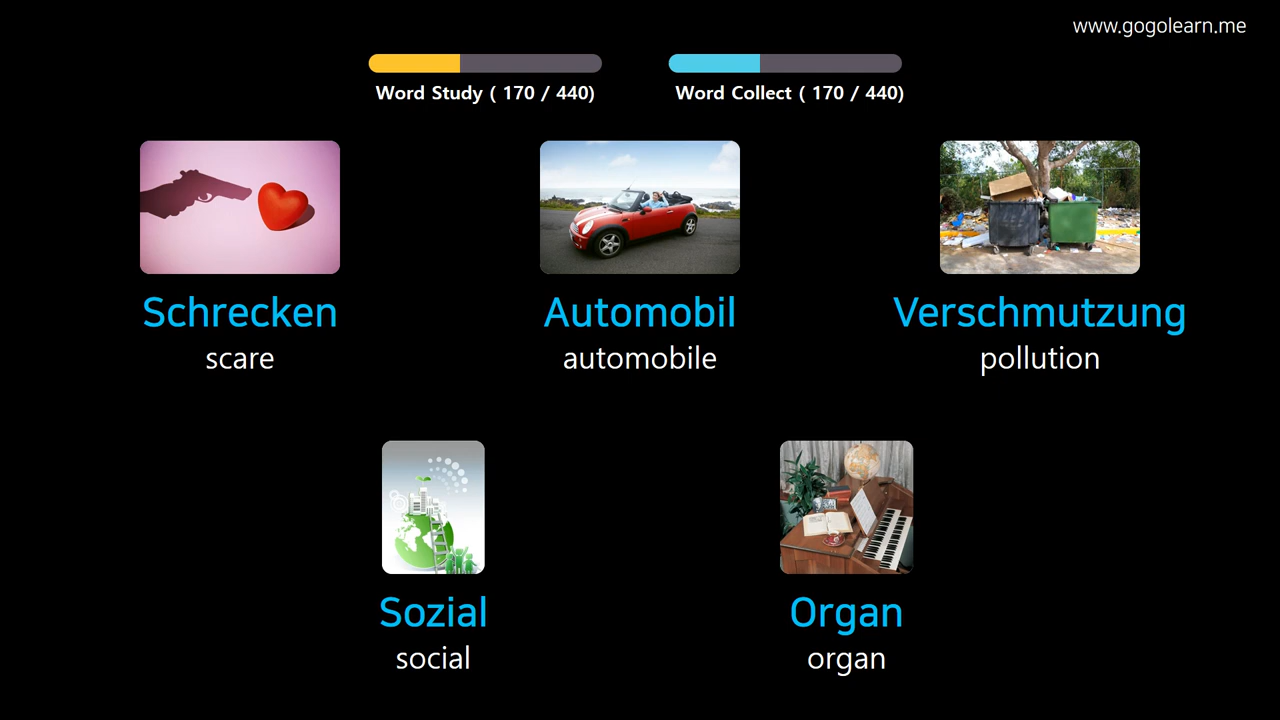 www.gogolearn.me
Word Study ( 170 / 440)
Word Collect ( 170 / 440)
Schrecken
scare
Automobil
automobile
Verschmutzung
pollution
Sozial
social
Organ
organ